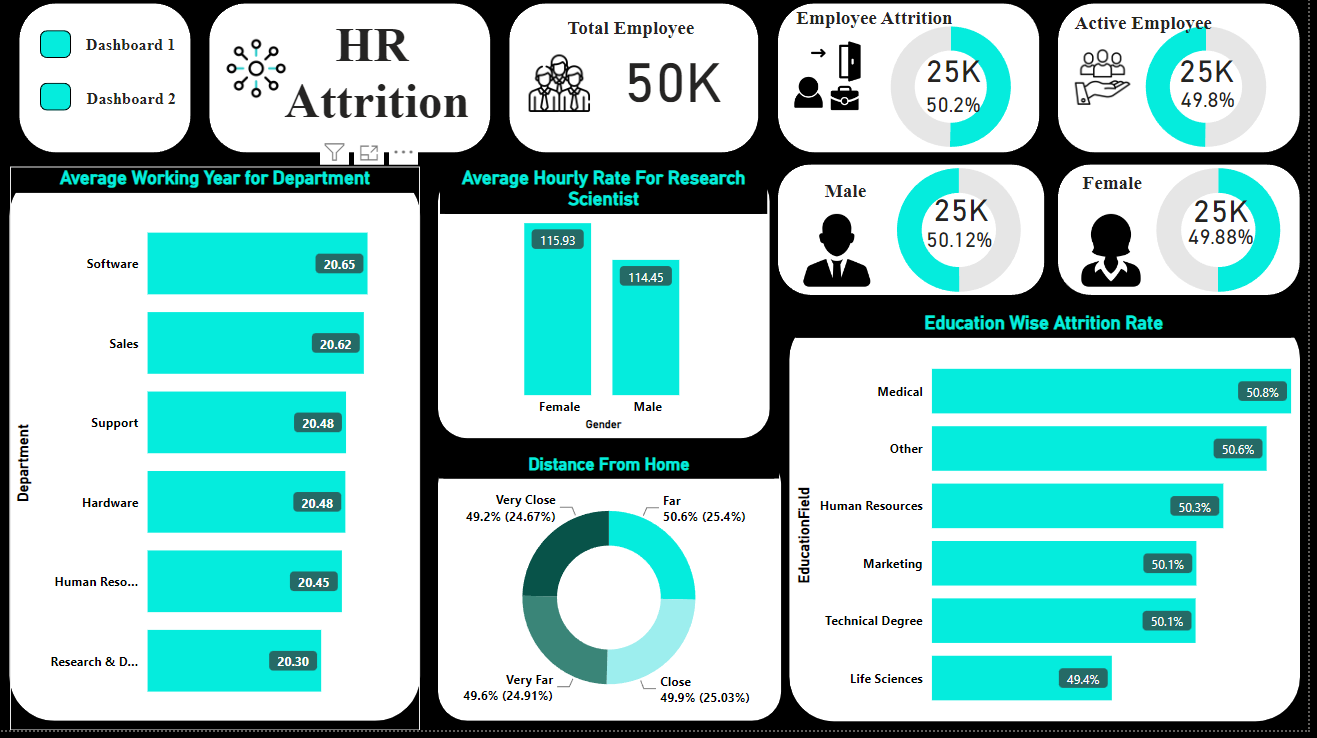 Dashboard 1
Dashboard 2
HR
Attrition
Total Employee
50K
Employee Attrition
25K
50.2%
Active Employee
25K
49.8%
Male
25K
50.12%
Female
25K
49.88%
Average Working Year for Department
Department
Software
20.65
Sales
20.62
Support
20.48
Hardware
20.48
Human Reso...
20.45
Research & D...
20.30
Average Hourly Rate For Research
Scientist
115.93
114.45
Female
Male
Gender
Distance From Home
Very Close
49.2% (24.67%)
Far
50.6% (25.4%)
Very Far
49.6% (24.91%)
Close
49.9% (25.03%)
Education Wise Attrition Rate
EducationField
Medical
50.8%
Other
50.6%
Human Resources
50.3%
Marketing
50.1%
Technical Degree
50.1%
Life Sciences
49.4%